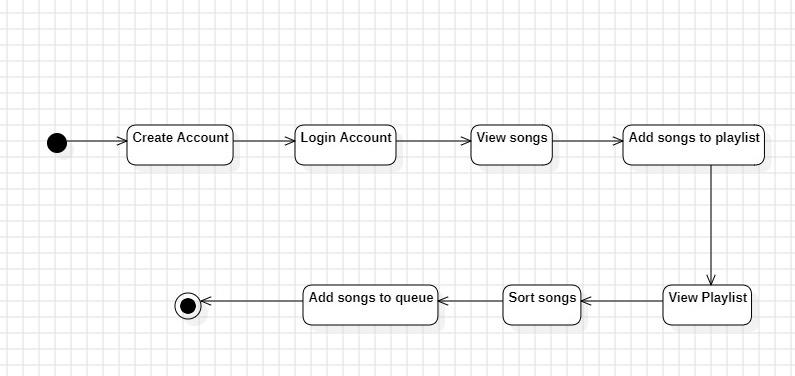 Create Account
Login Account
View songs
Add songs to playlist
View Playlist
Sort songs
Add songs to queue